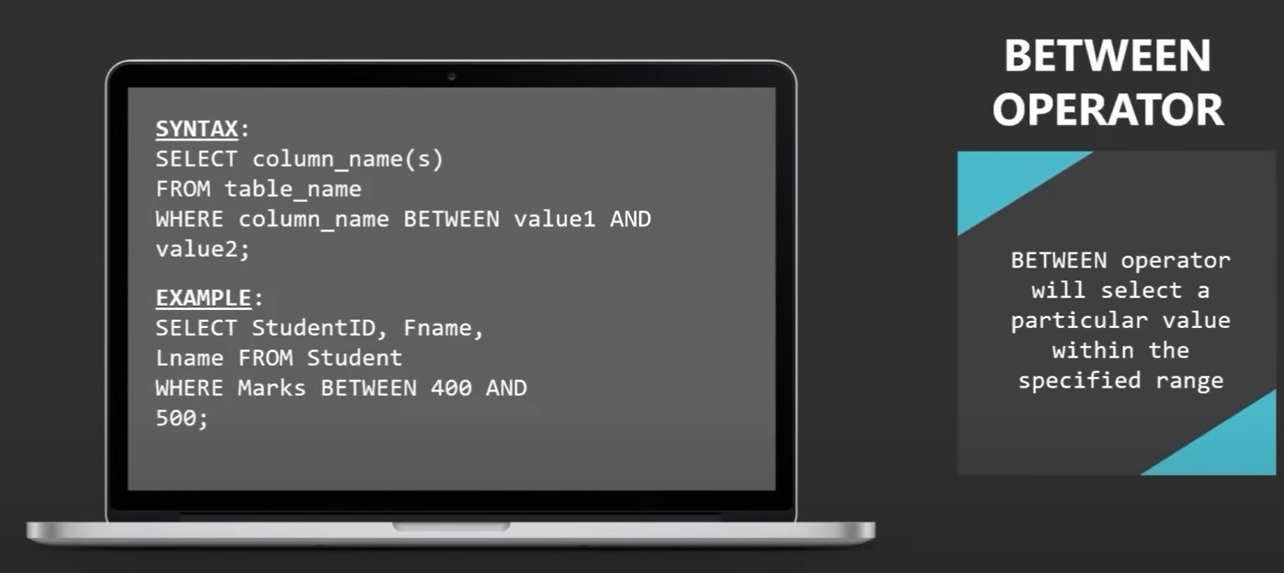 SYNTAX:
SELECT column_name(s)
FROM table_name
WHERE column_name BETWEEN value1 AND
value2;
EXAMPLE:
SELECT StudentID, Fname,
Lname FROM Student
WHERE Marks BETWEEN 400 AND
500;
BETWEEN
OPERATOR
BETWEEN operator
will select a
particular value
within the
specified range